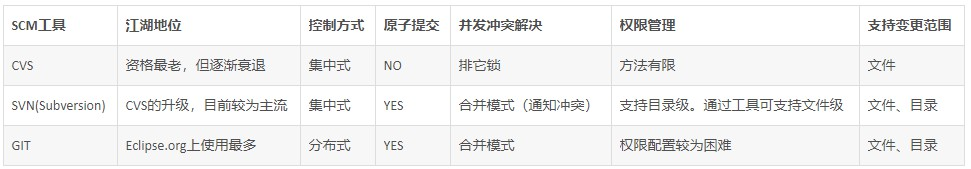 SCM工具 江湖地位 控制方式 原子提交 并发冲突解决 权限管理 支持变更范围
CVS 资格最老，但逐渐衰退 集中式 NO 排它锁 方法有限 文件
SVN(Subversion) CVS的升级，目前较为主流 集中式 YES 合并模式（通知冲突） 支持目录级。通过工具可支持文件级 文件、目录
GIT Eclipse.org上使用最多 分布式 YES 合并模式 权限配置较为困难 文件、目录